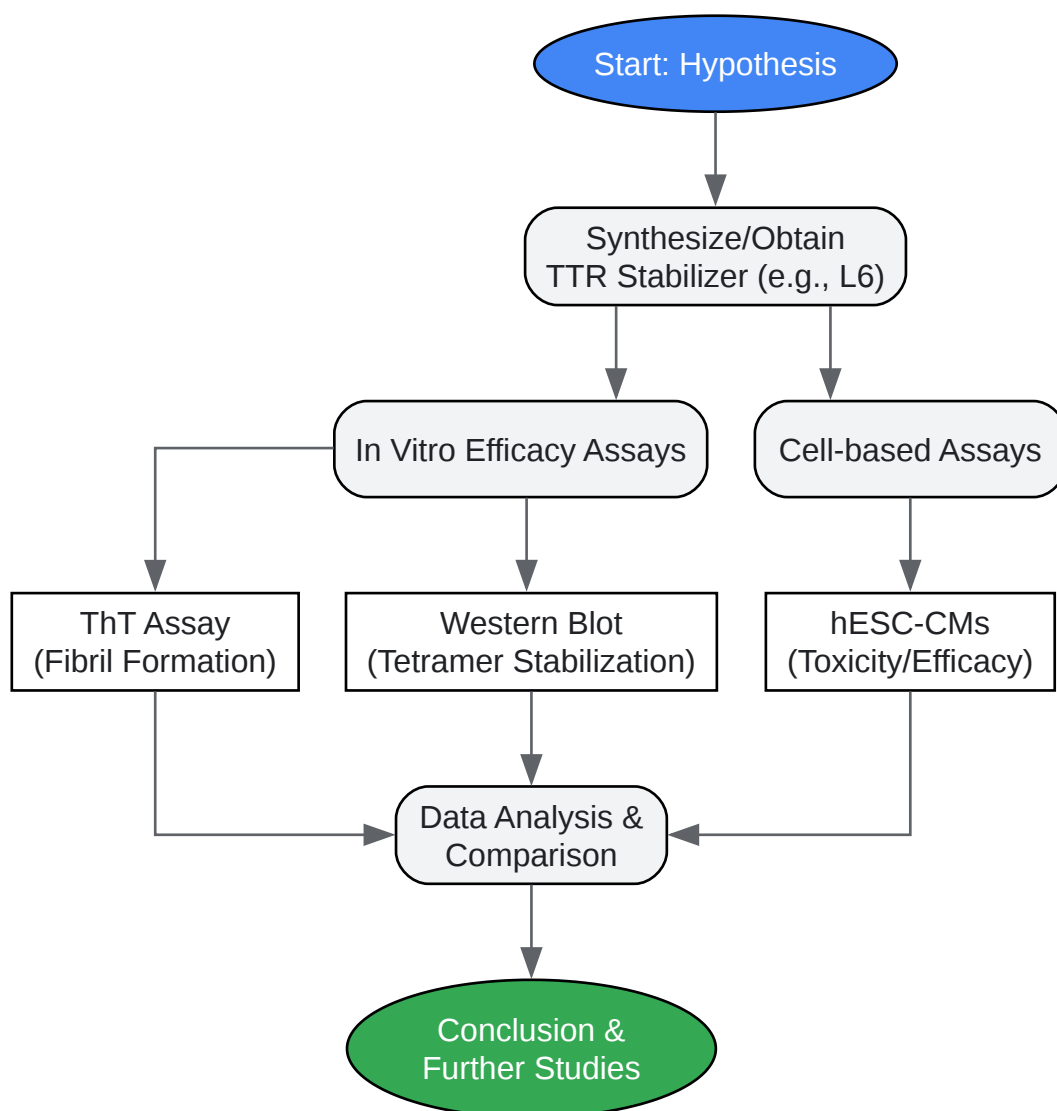 Start: Hypothesis
Synthesize/Obtain
TTR Stabilizer (e.g., L6)
In Vitro Efficacy Assays
Cell-based Assays
ThT Assay
(Fibril Formation)
Western Blot
(Tetramer Stabilization)
hESC-CMs
(Toxicity/Efficacy)
Data Analysis &
Comparison
Conclusion &
Further Studies